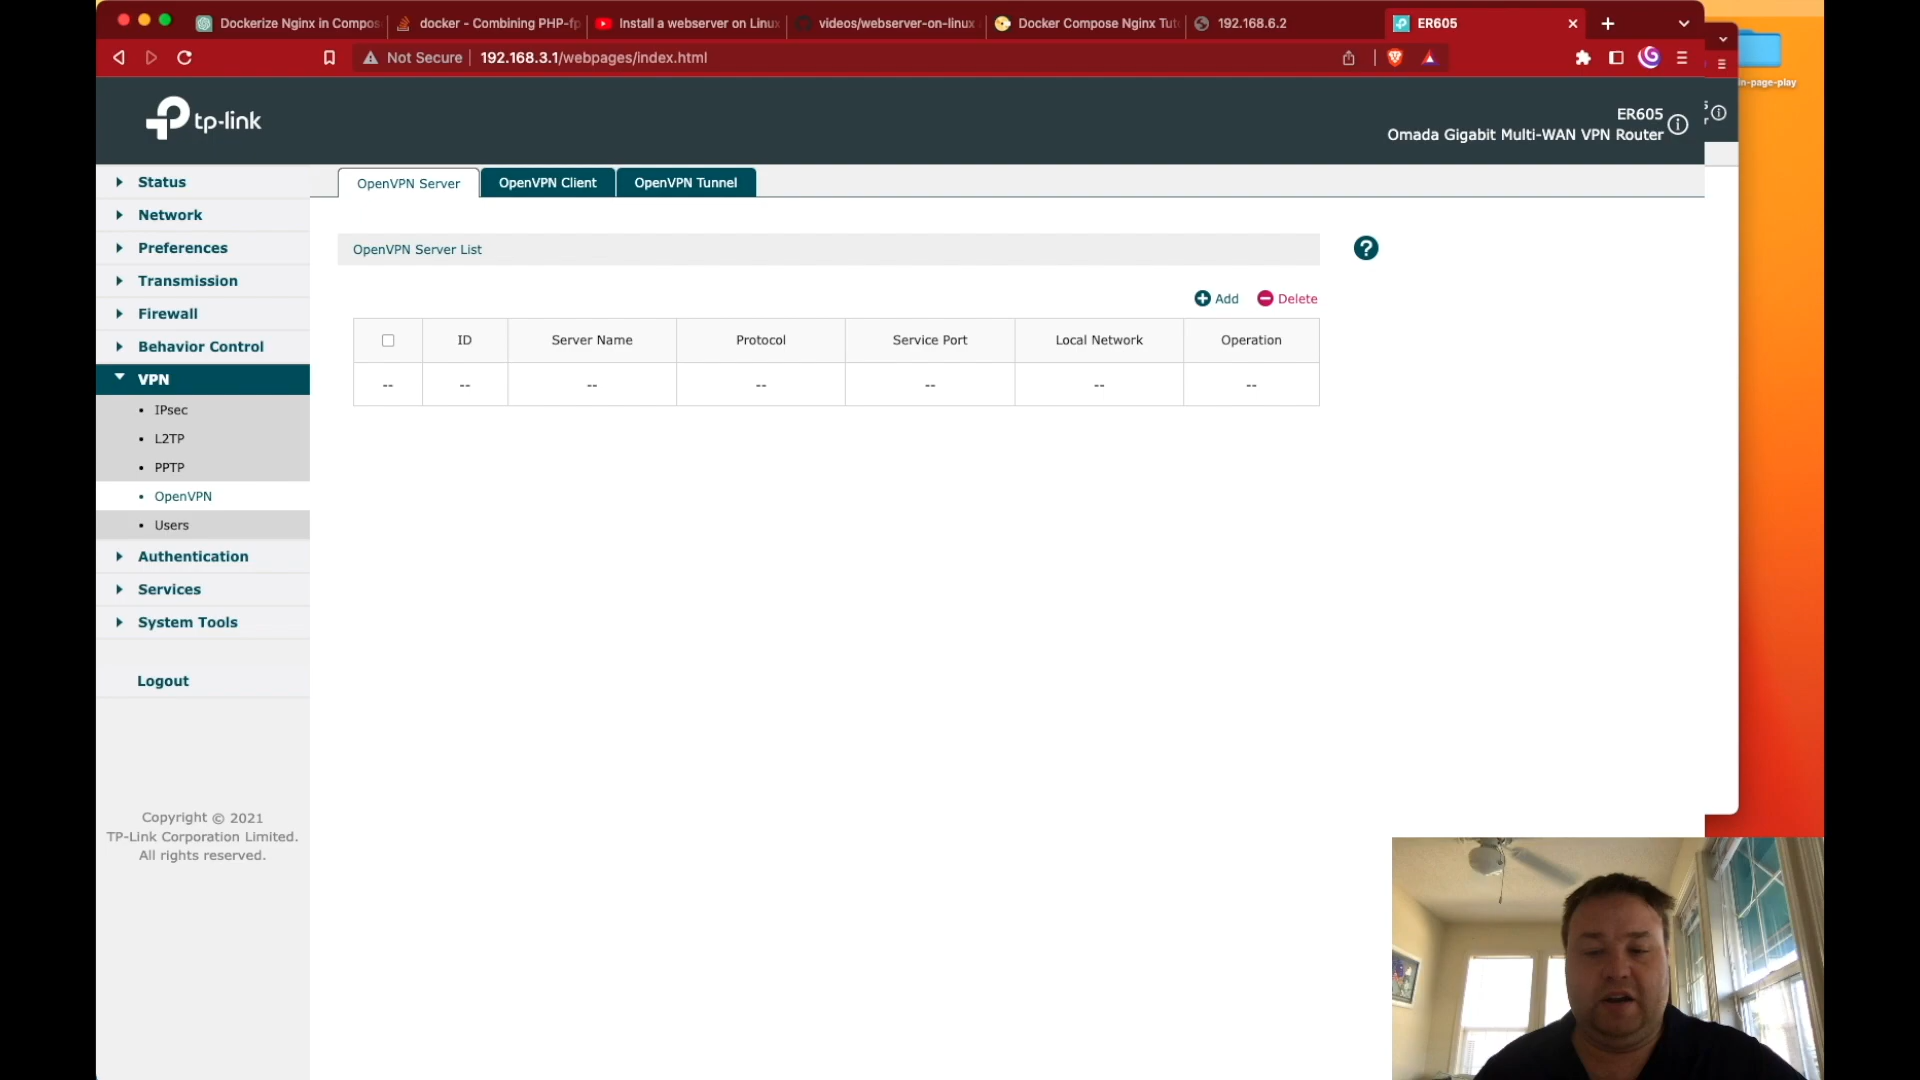 Dockerize Nginx in Compos
docker - Combining PHP-fp
Install a webserver on Linux
videos/webserver-on-linux
Docker Compose Nginx Tut
192.168.6.2
ER605
Not Secure
192.168.3.1/webpages/index.html
n-page-play
tp-link
ER605
Omada Gigabit Multi-WAN VPN Router
Status
Network
Preferences
Transmission
Firewall
Behavior Control
VPN
IPsec
L2TP
PPTP
OpenVPN
Users
Authentication
Services
System Tools
Logout
Copyright © 2021
TP-Link Corporation Limited.
All rights reserved.
OpenVPN Server
OpenVPN Client
OpenVPN Tunnel
OpenVPN Server List
?
Add
Delete
ID
Server Name
Protocol
Service Port
Local Network
Operation
-- -- -- -- -- -- --